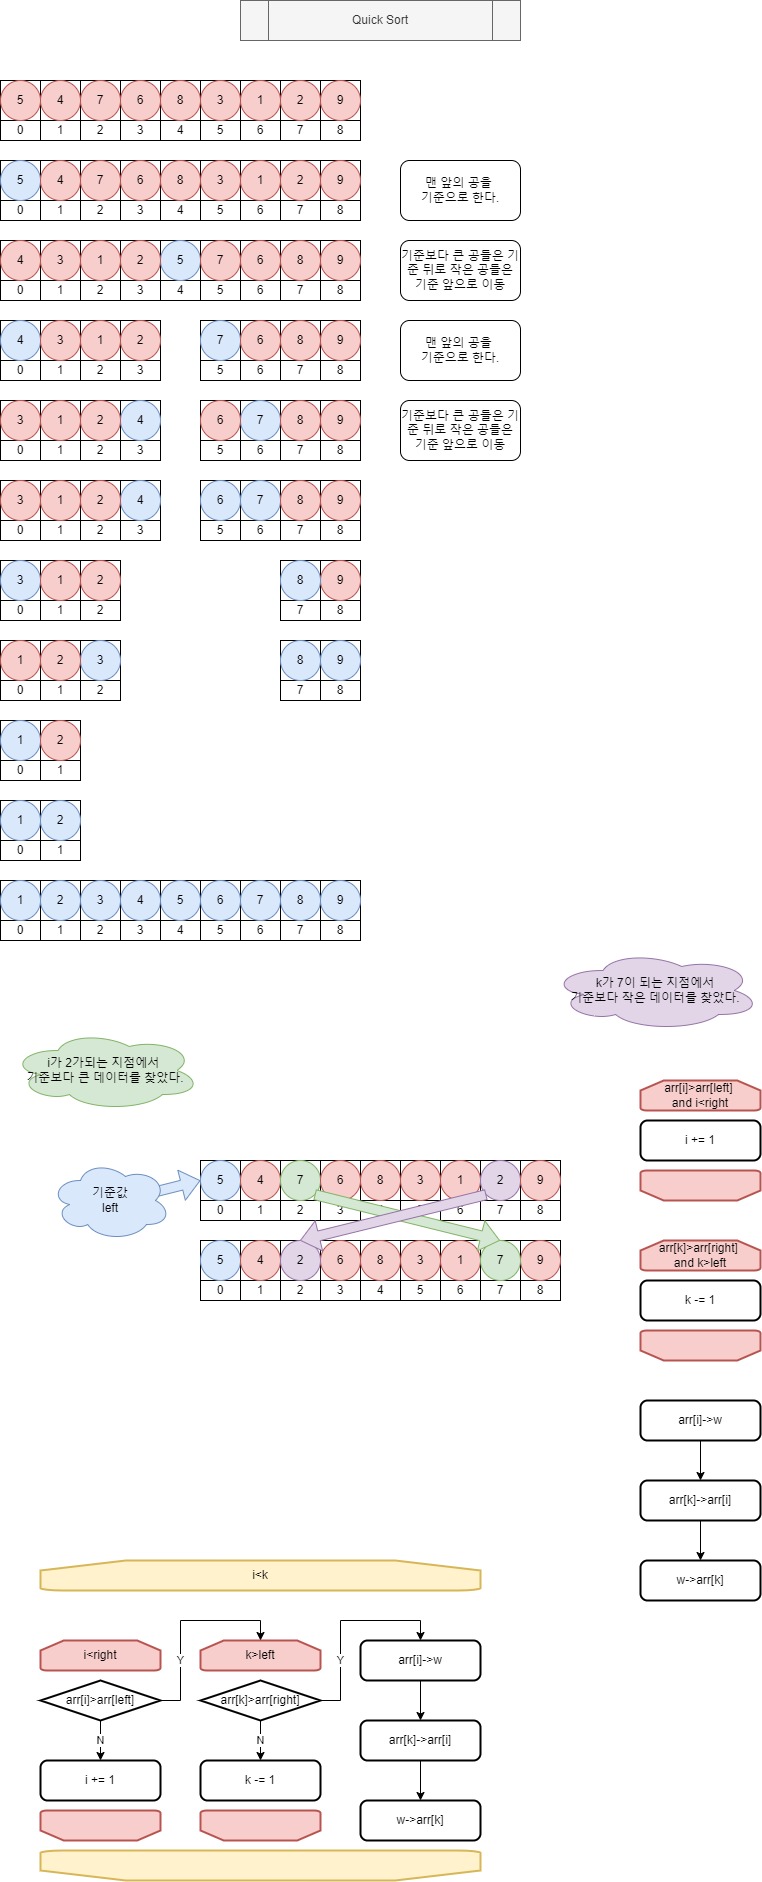 Quick Sort
5 4 7 6 8 3 1 2 9
0 1 2 3 4 5 6 7 8
5 4 7 6 8 3 1 2 9
0 1 2 3 4 5 6 7 8
맨 앞의 공을
기준으로 한다.
4 3 1 2 5 7 6 8 9
0 1 2 3 4 5 6 7 8
기준보다 큰 공들은 기
준 뒤로 작은 공들은
기준 앞으로 이동
4 3 1 2 7 6 8 9
0 1 2 3 5 6 7 8
맨 앞의 공을
기준으로 한다.
3 1 2 4 6 7 8 9
0 1 2 3 5 6 7 8
기준보다 큰 공들은 기
준 뒤로 작은 공들은
기준 앞으로 이동
3 1 2 4 6 7 8 9
0 1 2 3 5 6 7 8
3 1 2 8 9
0 1 2 7 8
1 2 3 8 9
0 1 2 7 8
1 2
0 1
1 2
0 1
1 2 3 4 5 6 7 8 9
0 1 2 3 4 5 6 7 8
k가 7이 되는 지점에서
기준보다 작은 데이터를 찾았다.
i가 2가되는 지점에서
기준보다 큰 데이터를 찾았다.
기준값
left
5 4 7 6 8 3 1 2 9
0 1 2 3 6 7 8
5 4 2 6 8 3 1 7 9
0 1 2 3 4 5 6 7 8
arr[i]>arr[left]
and i<right
i += 1
arr[k]>arr[right]
and k>left
k -= 1
arr[i]->w
arr[k]->arr[i]
w->arr[k]
i<k
i<right
arr[i]>arr[left]
Y
N
i += 1
k>left
arr[k]>arr[right]
Y
N
k -= 1
arr[i]->w
arr[k]->arr[i]
w->arr[k]